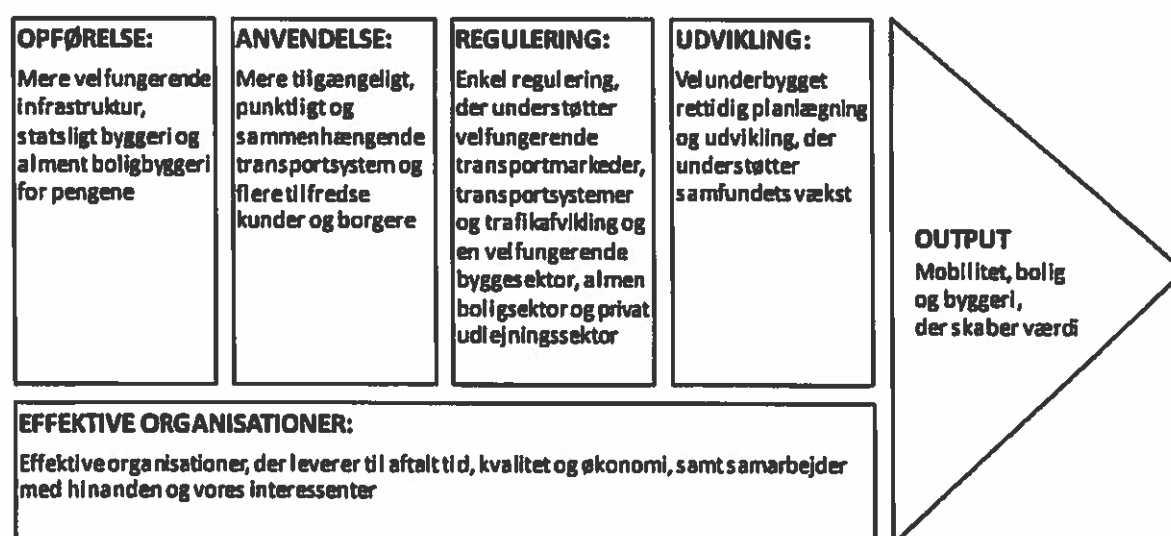 OPFØRELSE:
Mere velfungerende
infrastruktur,
statsligt byggeri og
alment boligbyggeri
for pengene
ANVENDELSE:
Mere tilgængeligt,
punktligt og
sammenhængende
transportsystem og
flere tilfredse
kunder og borgere
REGULERING:
Enkel regulering,
der understøtter
velfungerende
transportmarkeder,
transportsystemer
og trafikafvikling og
en velfungerende
byggesektor, almen
boligsektor og privat
udlejningssektor
UDVIKLING:
Velunderbygget
rettidig planlægning
og udvikling, der
understøtter
samfundets vækst
OUTPUT
Mobilitet, bolig
og byggeri,
der skaber værdi
EFFEKTIVE ORGANISATIONER:
Effektive organisationer, der leverer til aftalt tid, kvalitet og økonomi, samt samarbejder
med hinanden og vores interessenter